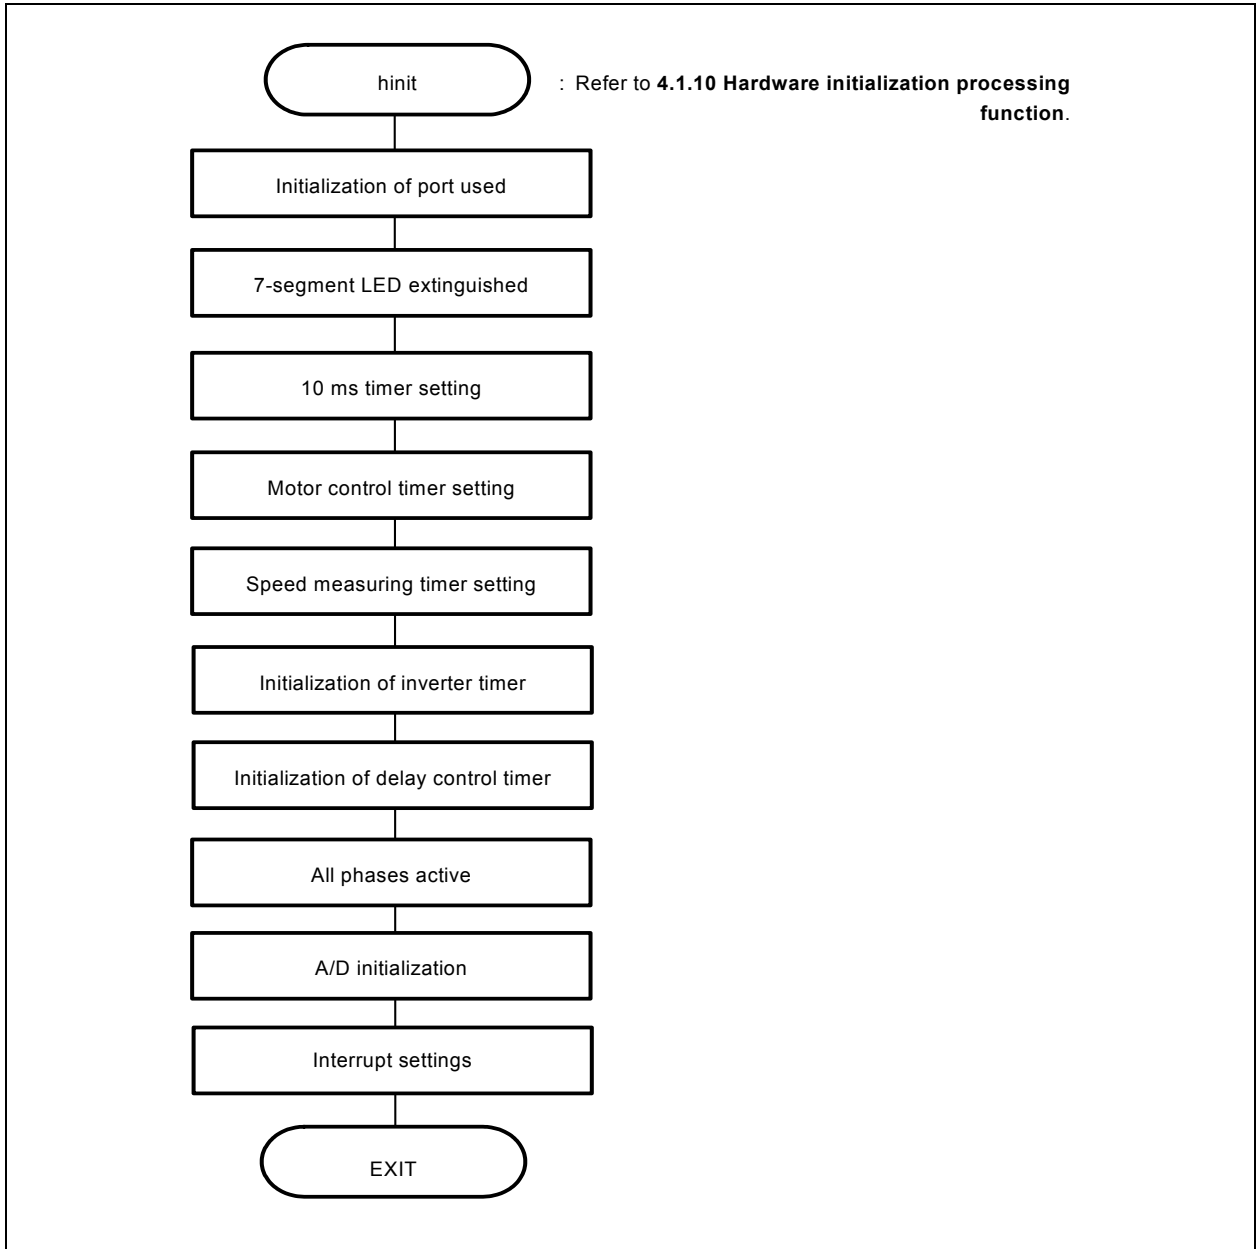 hinit
: Refer to 4.1.10 Hardware initialization processing
function.
Initialization of port used
7-segment LED extinguished
10 ms timer setting
Motor control timer setting
Speed measuring timer setting
Initialization of inverter timer
Initialization of delay control timer
All phases active
A/D initialization
Interrupt settings
EXIT